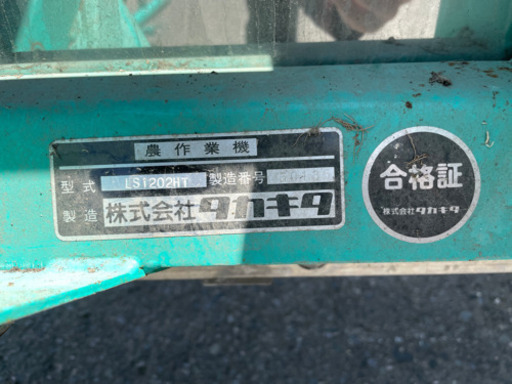 農作業機
型式 LS1202HT 製造番号
製造 株式会社タカキタ
合格証
株式会社タカキタ